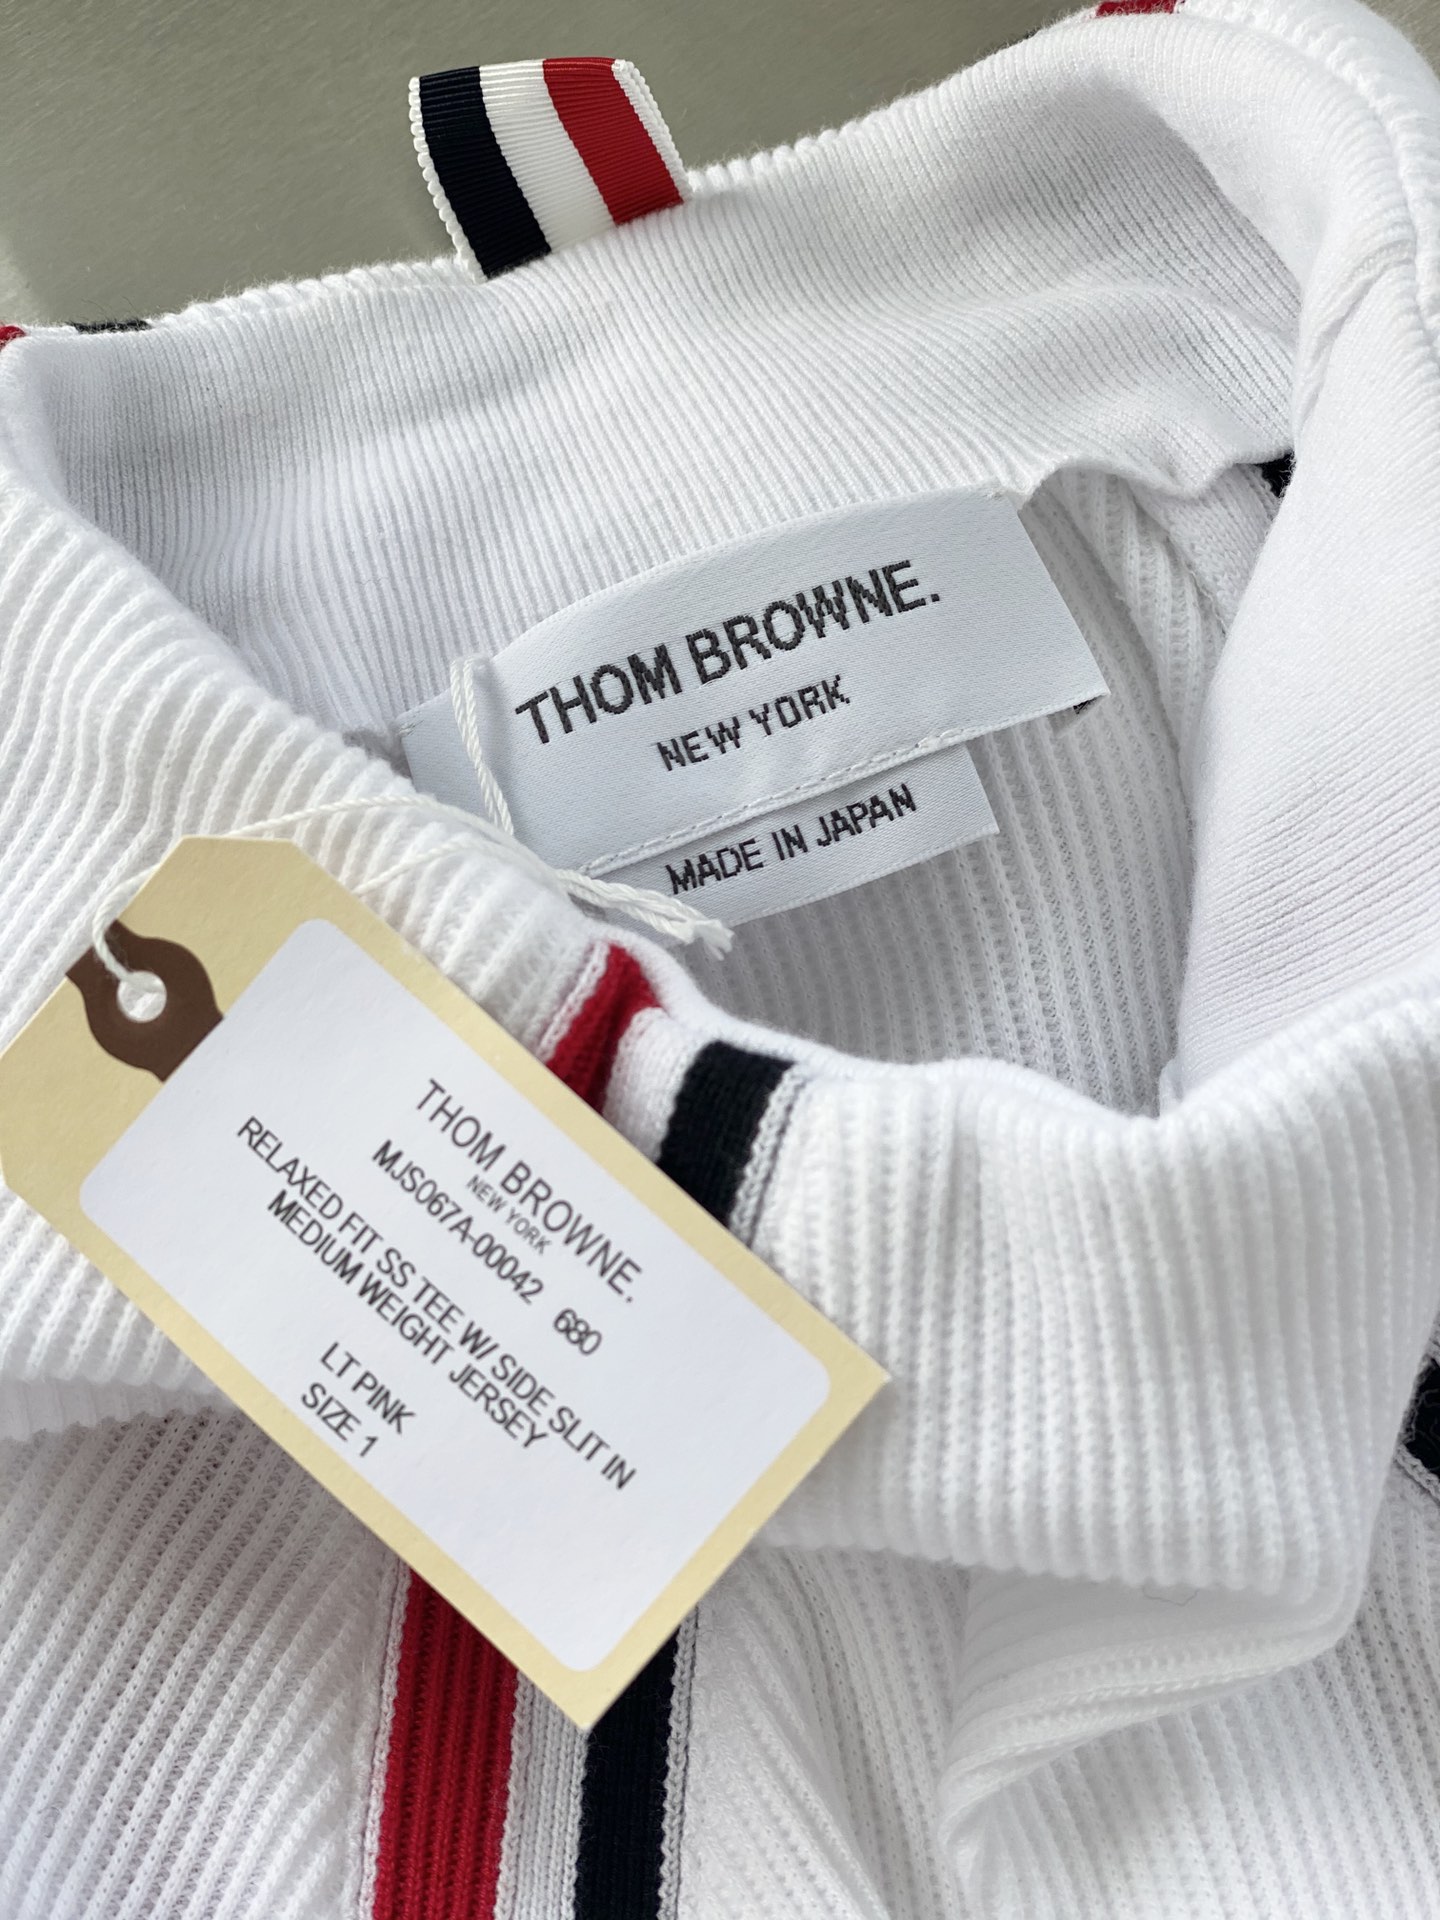 THOM BROWNE.
NEW YORK
MADE IN JAPAN
THOM BROWNE.
NEW YORK
MJS067A-00042 680
RELAXED FIT SS TEE W/ SIDE SLIT IN
MEDIUM WEIGHT JERSEY
LT PINK
SIZE 1